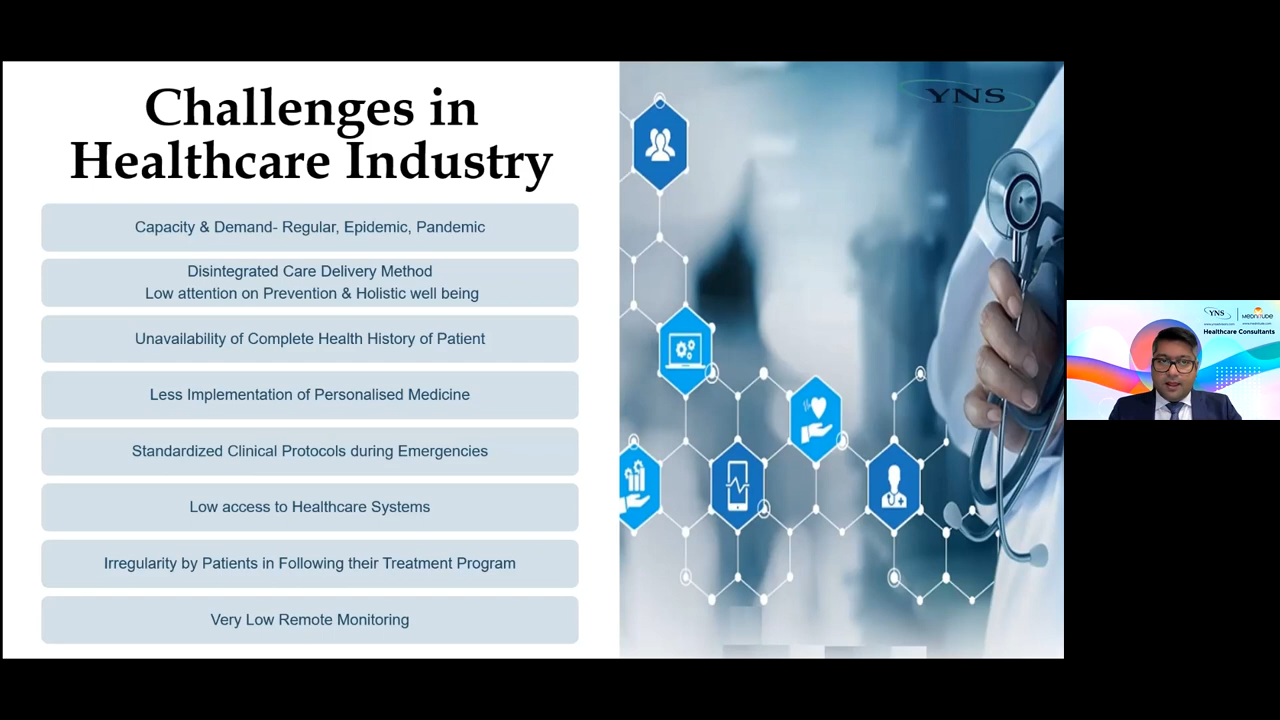 Challenges in
Healthcare Industry
Capacity & Demand- Regular, Epidemic, Pandemic
Disintegrated Care Delivery Method
Low attention on Prevention & Holistic well being
Unavailability of Complete Health History of Patient
Less Implementation of Personalised Medicine
Standardized Clinical Protocols during Emergencies
Low access to Healthcare Systems
Irregularity by Patients in Following their Treatment Program
Very Low Remote Monitoring
YNS
YNS
Healthcare Consultants